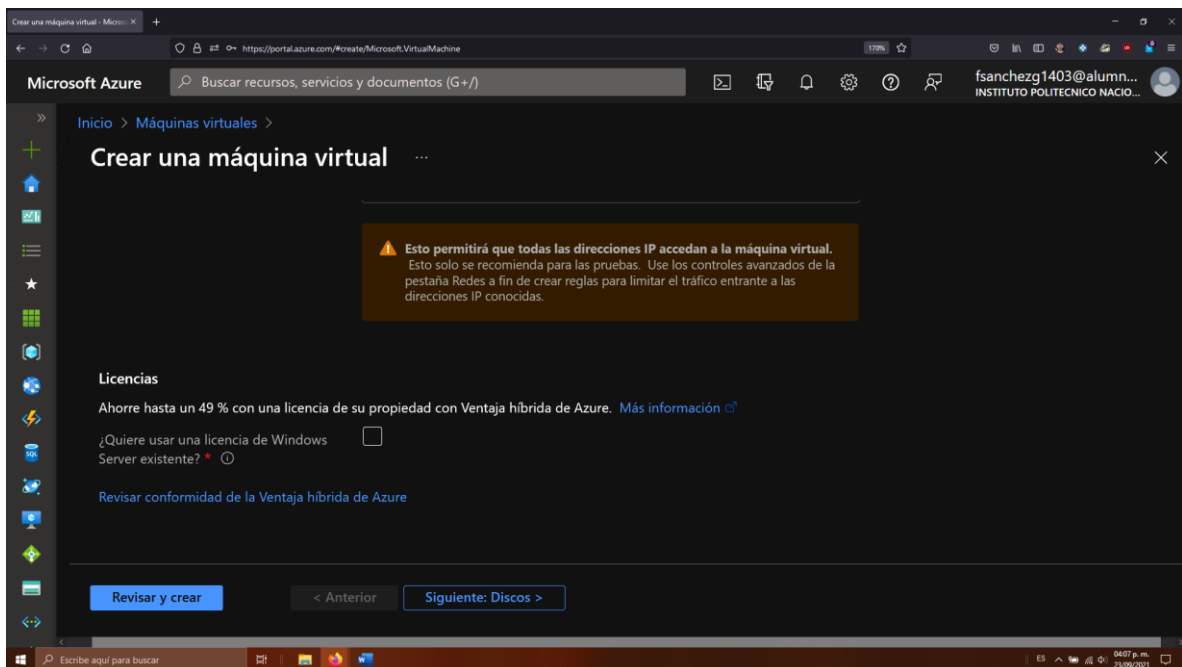 Crear una máquina virtual - Micros
https://portal.azure.com/#create/Microsoft.VirtualMachine
170%
Microsoft Azure
Buscar recursos, servicios y documentos (G+/)
fsanchezg1403@alumn...
INSTITUTO POLITECNICO NACIO...
Inicio > Máquinas virtuales >
Crear una máquina virtual ...
Esto permitirá que todas las direcciones IP accedan a la máquina virtual.
Esto solo se recomienda para las pruebas. Use los controles avanzados de la
pestaña Redes a fin de crear reglas para limitar el tráfico entrante a las
direcciones IP conocidas.
Licencias
Ahorre hasta un 49 % con una licencia de su propiedad con Ventaja híbrida de Azure. Más información
¿Quiere usar una licencia de Windows
Server existente? *
Revisar conformidad de la Ventaja híbrida de Azure
Revisar y crear
< Anterior
Siguiente: Discos >
Escribe aquí para buscar
ES
04:07 p. m.
23/09/2021